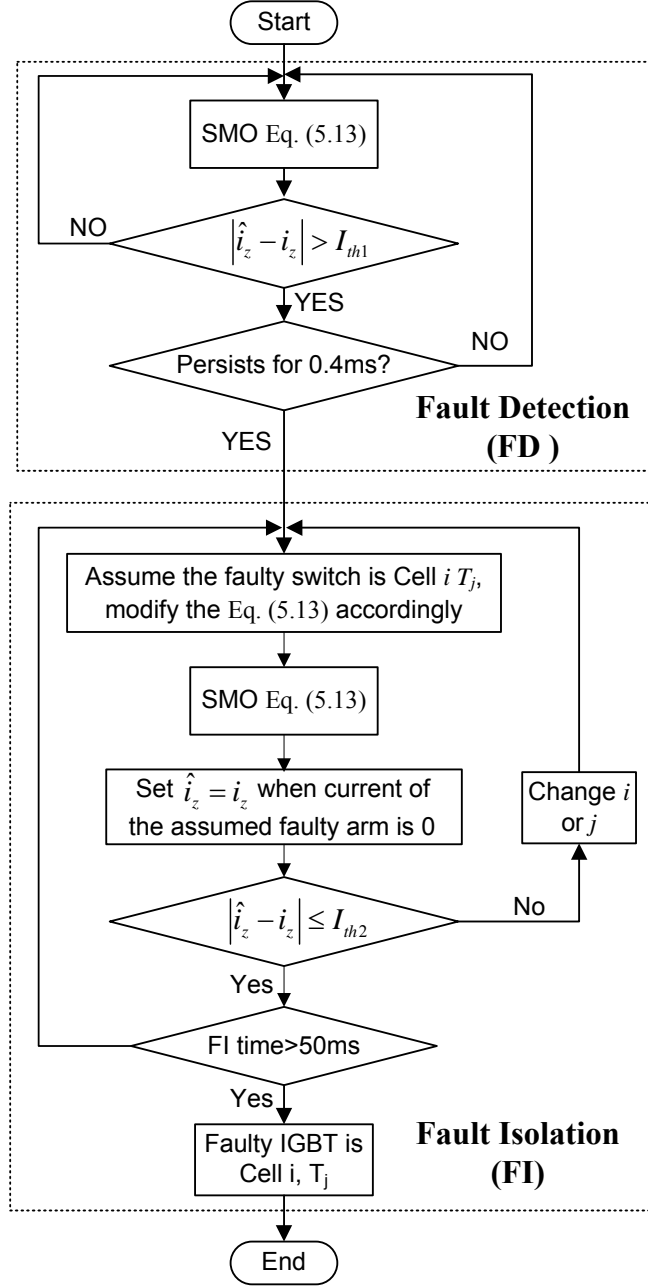 Start
SMO Eq. (5.13)
NO
|î_z − i_z| > I_th1
YES
NO
Persists for 0.4ms?
Fault Detection
(FD )
YES
Assume the faulty switch is Cell i T_j,
modify the Eq. (5.13) accordingly
SMO Eq. (5.13)
Set î_z = i_z when current of
the assumed faulty arm is 0
Change i
or j
|î_z − i_z| ≤ I_th2
No
Yes
FI time>50ms
Yes
Faulty IGBT is
Cell i, T_j
Fault Isolation
(FI)
End